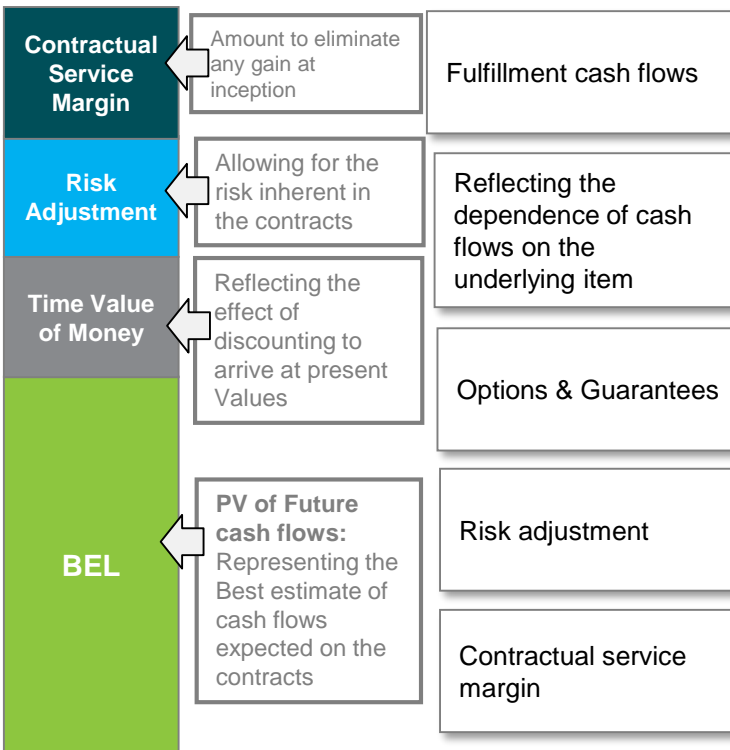 Contractual
Service
Margin
Amount to eliminate
any gain at
inception
Fulfillment cash flows
Risk
Adjustment
Allowing for the
risk inherent in
the contracts
Reflecting the
dependence of cash
flows on the
underlying item
Time Value
of Money
Reflecting the
effect of
discounting to
arrive at present
Values
Options & Guarantees
BEL
PV of Future
cash flows:
Representing the
Best estimate of
cash flows
expected on the
contracts
Risk adjustment
Contractual service
margin